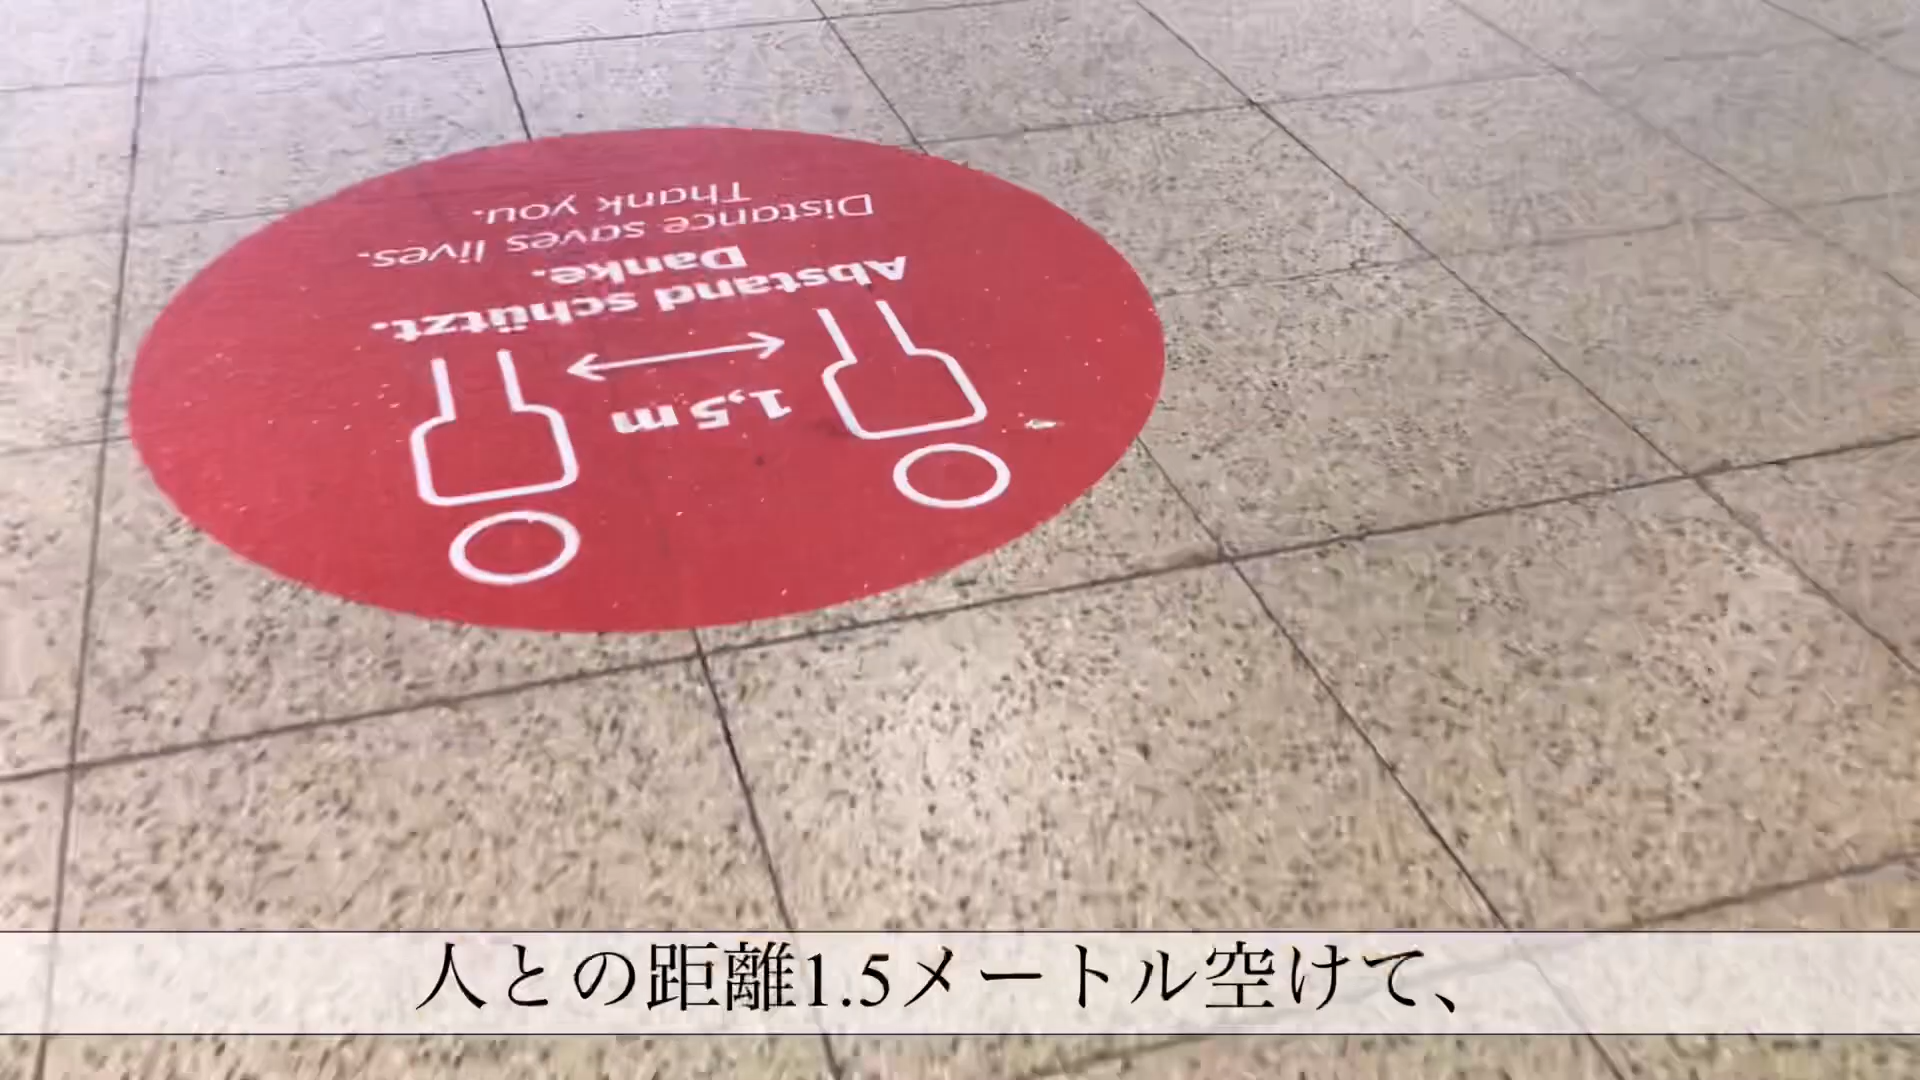 1,5 m
Abstand schützt.
Danke.
Distance saves lives.
Thank you.
人との距離1.5メートル空けて、